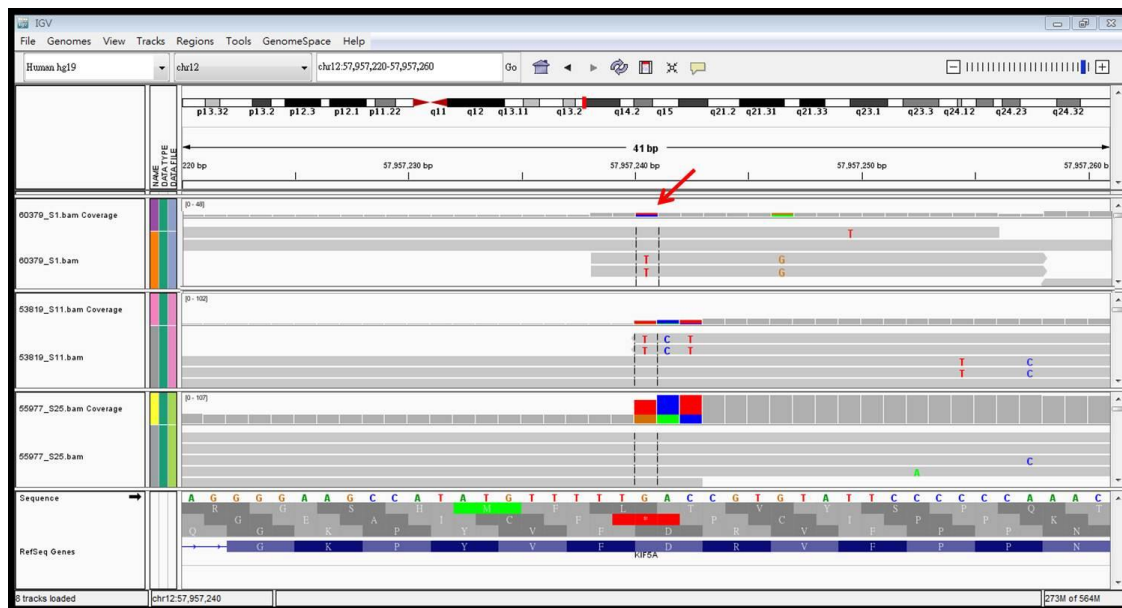 IGV
File Genomes View Tracks Regions Tools GenomeSpace Help
Human hg19 chr12 chr12:57,957,220-57,957,260 Go
p13.32 p13.2 p12.3 p12.1 p11.22 q11 q12 q13.11 q13.2 q14.2 q15 q21.2 q21.31 q21.33 q23.1 q23.3 q24.12 q24.23 q24.32
41 bp
220 bp 57,957,230 bp 57,957,240 bp 57,957,250 bp 57,957,260 b
NAME
DATA TYPE
DATA FILE
60379_S1.bam Coverage
[0 - 48]
T
60379_S1.bam
T G
T G
53819_S11.bam Coverage
[0 - 102]
53819_S11.bam
T C T
T C T
T C
T C
55977_S25.bam Coverage
[0 - 107]
55977_S25.bam
C
A
Sequence
A G G G G A A G C C A T A T G T T T T T G A C C G T G T A T T C C C C C C A A A C
R G S H M F L T V Y S P Q T
G E A I C F * P C I P P K
Q G K P Y V F D R V F P P N
RefSeq Genes
G K P Y V F D R V F P P N
KIF5A
8 tracks loaded chr12:57,957,240 273M of 564M